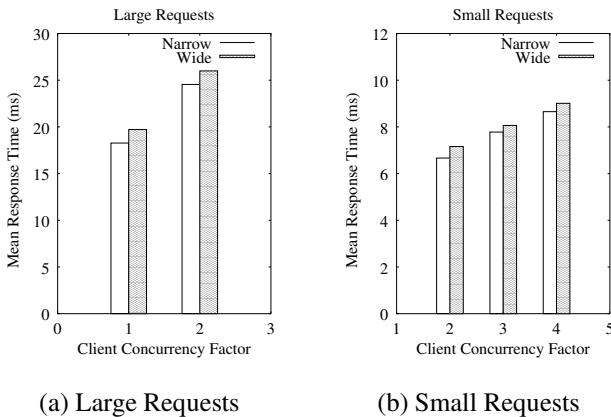 Large Requests
30
25
20
15
10
5
0
Mean Response Time (ms)
Narrow
Wide
0 1 2 3
Client Concurrency Factor
(a) Large Requests
Small Requests
12
10
8
6
4
2
0
Mean Response Time (ms)
Narrow
Wide
1 2 3 4 5
Client Concurrency Factor
(b) Small Requests